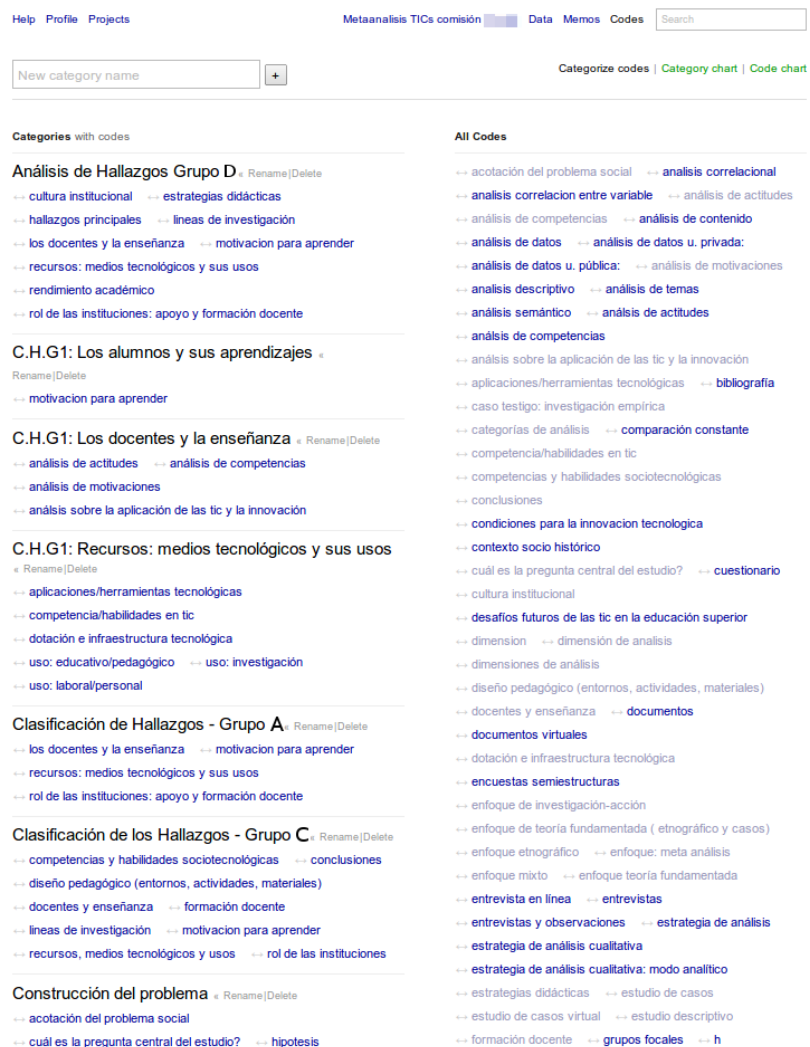 Help Profile Projects
Metaanalisis TICs comisión Data Memos Codes Search
New category name +
Categorize codes | Category chart | Code chart
Categories with codes
Análisis de Hallazgos Grupo D « Rename|Delete
↔ cultura institucional ↔ estrategias didácticas
↔ hallazgos principales ↔ lineas de investigación
↔ los docentes y la enseñanza ↔ motivacion para aprender
↔ recursos: medios tecnológicos y sus usos
↔ rendimiento académico
↔ rol de las instituciones: apoyo y formación docente
C.H.G1: Los alumnos y sus aprendizajes «
Rename|Delete
↔ motivacion para aprender
C.H.G1: Los docentes y la enseñanza « Rename|Delete
↔ análisis de actitudes ↔ análisis de competencias
↔ análisis de motivaciones
↔ análsis sobre la aplicación de las tic y la innovación
C.H.G1: Recursos: medios tecnológicos y sus usos
« Rename|Delete
↔ aplicaciones/herramientas tecnológicas
↔ competencia/habilidades en tic
↔ dotación e infraestructura tecnológica
↔ uso: educativo/pedagógico ↔ uso: investigación
↔ uso: laboral/personal
Clasificación de Hallazgos - Grupo A « Rename|Delete
↔ los docentes y la enseñanza ↔ motivacion para aprender
↔ recursos: medios tecnológicos y sus usos
↔ rol de las instituciones: apoyo y formación docente
Clasificación de los Hallazgos - Grupo C « Rename|Delete
↔ competencias y habilidades sociotecnológicas ↔ conclusiones
↔ diseño pedagógico (entornos, actividades, materiales)
↔ docentes y enseñanza ↔ formación docente
↔ lineas de investigación ↔ motivacion para aprender
↔ recursos, medios tecnológicos y usos ↔ rol de las instituciones
Construcción del problema « Rename|Delete
↔ acotación del problema social
↔ cuál es la pregunta central del estudio? ↔ hipotesis
All Codes
↔ acotación del problema social ↔ analisis correlacional
↔ analisis correlacion entre variable ↔ análisis de actitudes
↔ análisis de competencias ↔ análisis de contenido
↔ análisis de datos ↔ análisis de datos u. privada:
↔ análisis de datos u. pública: ↔ análisis de motivaciones
↔ analisis descriptivo ↔ análisis de temas
↔ análisis semántico ↔ análsis de actitudes
↔ análsis de competencias
↔ análsis sobre la aplicación de las tic y la innovación
↔ aplicaciones/herramientas tecnológicas ↔ bibliografía
↔ caso testigo: investigación empírica
↔ categorías de análisis ↔ comparación constante
↔ competencia/habilidades en tic
↔ competencias y habilidades sociotecnológicas
↔ conclusiones
↔ condiciones para la innovacion tecnologica
↔ contexto socio histórico
↔ cuál es la pregunta central del estudio? ↔ cuestionario
↔ cultura institucional
↔ desafíos futuros de las tic en la educación superior
↔ dimension ↔ dimensión de analisis
↔ dimensiones de análisis
↔ diseño pedagógico (entornos, actividades, materiales)
↔ docentes y enseñanza ↔ documentos
↔ documentos virtuales
↔ dotación e infraestructura tecnológica
↔ encuestas semiestructuras
↔ enfoque de investigación-acción
↔ enfoque de teoría fundamentada ( etnográfico y casos)
↔ enfoque etnográfico ↔ enfoque: meta análisis
↔ enfoque mixto ↔ enfoque teoría fundamentada
↔ entrevista en línea ↔ entrevistas
↔ entrevistas y observaciones ↔ estrategia de análisis
↔ estrategia de análisis cualitativa
↔ estrategia de análisis cualitativa: modo analítico
↔ estrategias didácticas ↔ estudio de casos
↔ estudio de casos virtual ↔ estudio descriptivo
↔ formación docente ↔ grupos focales ↔ h